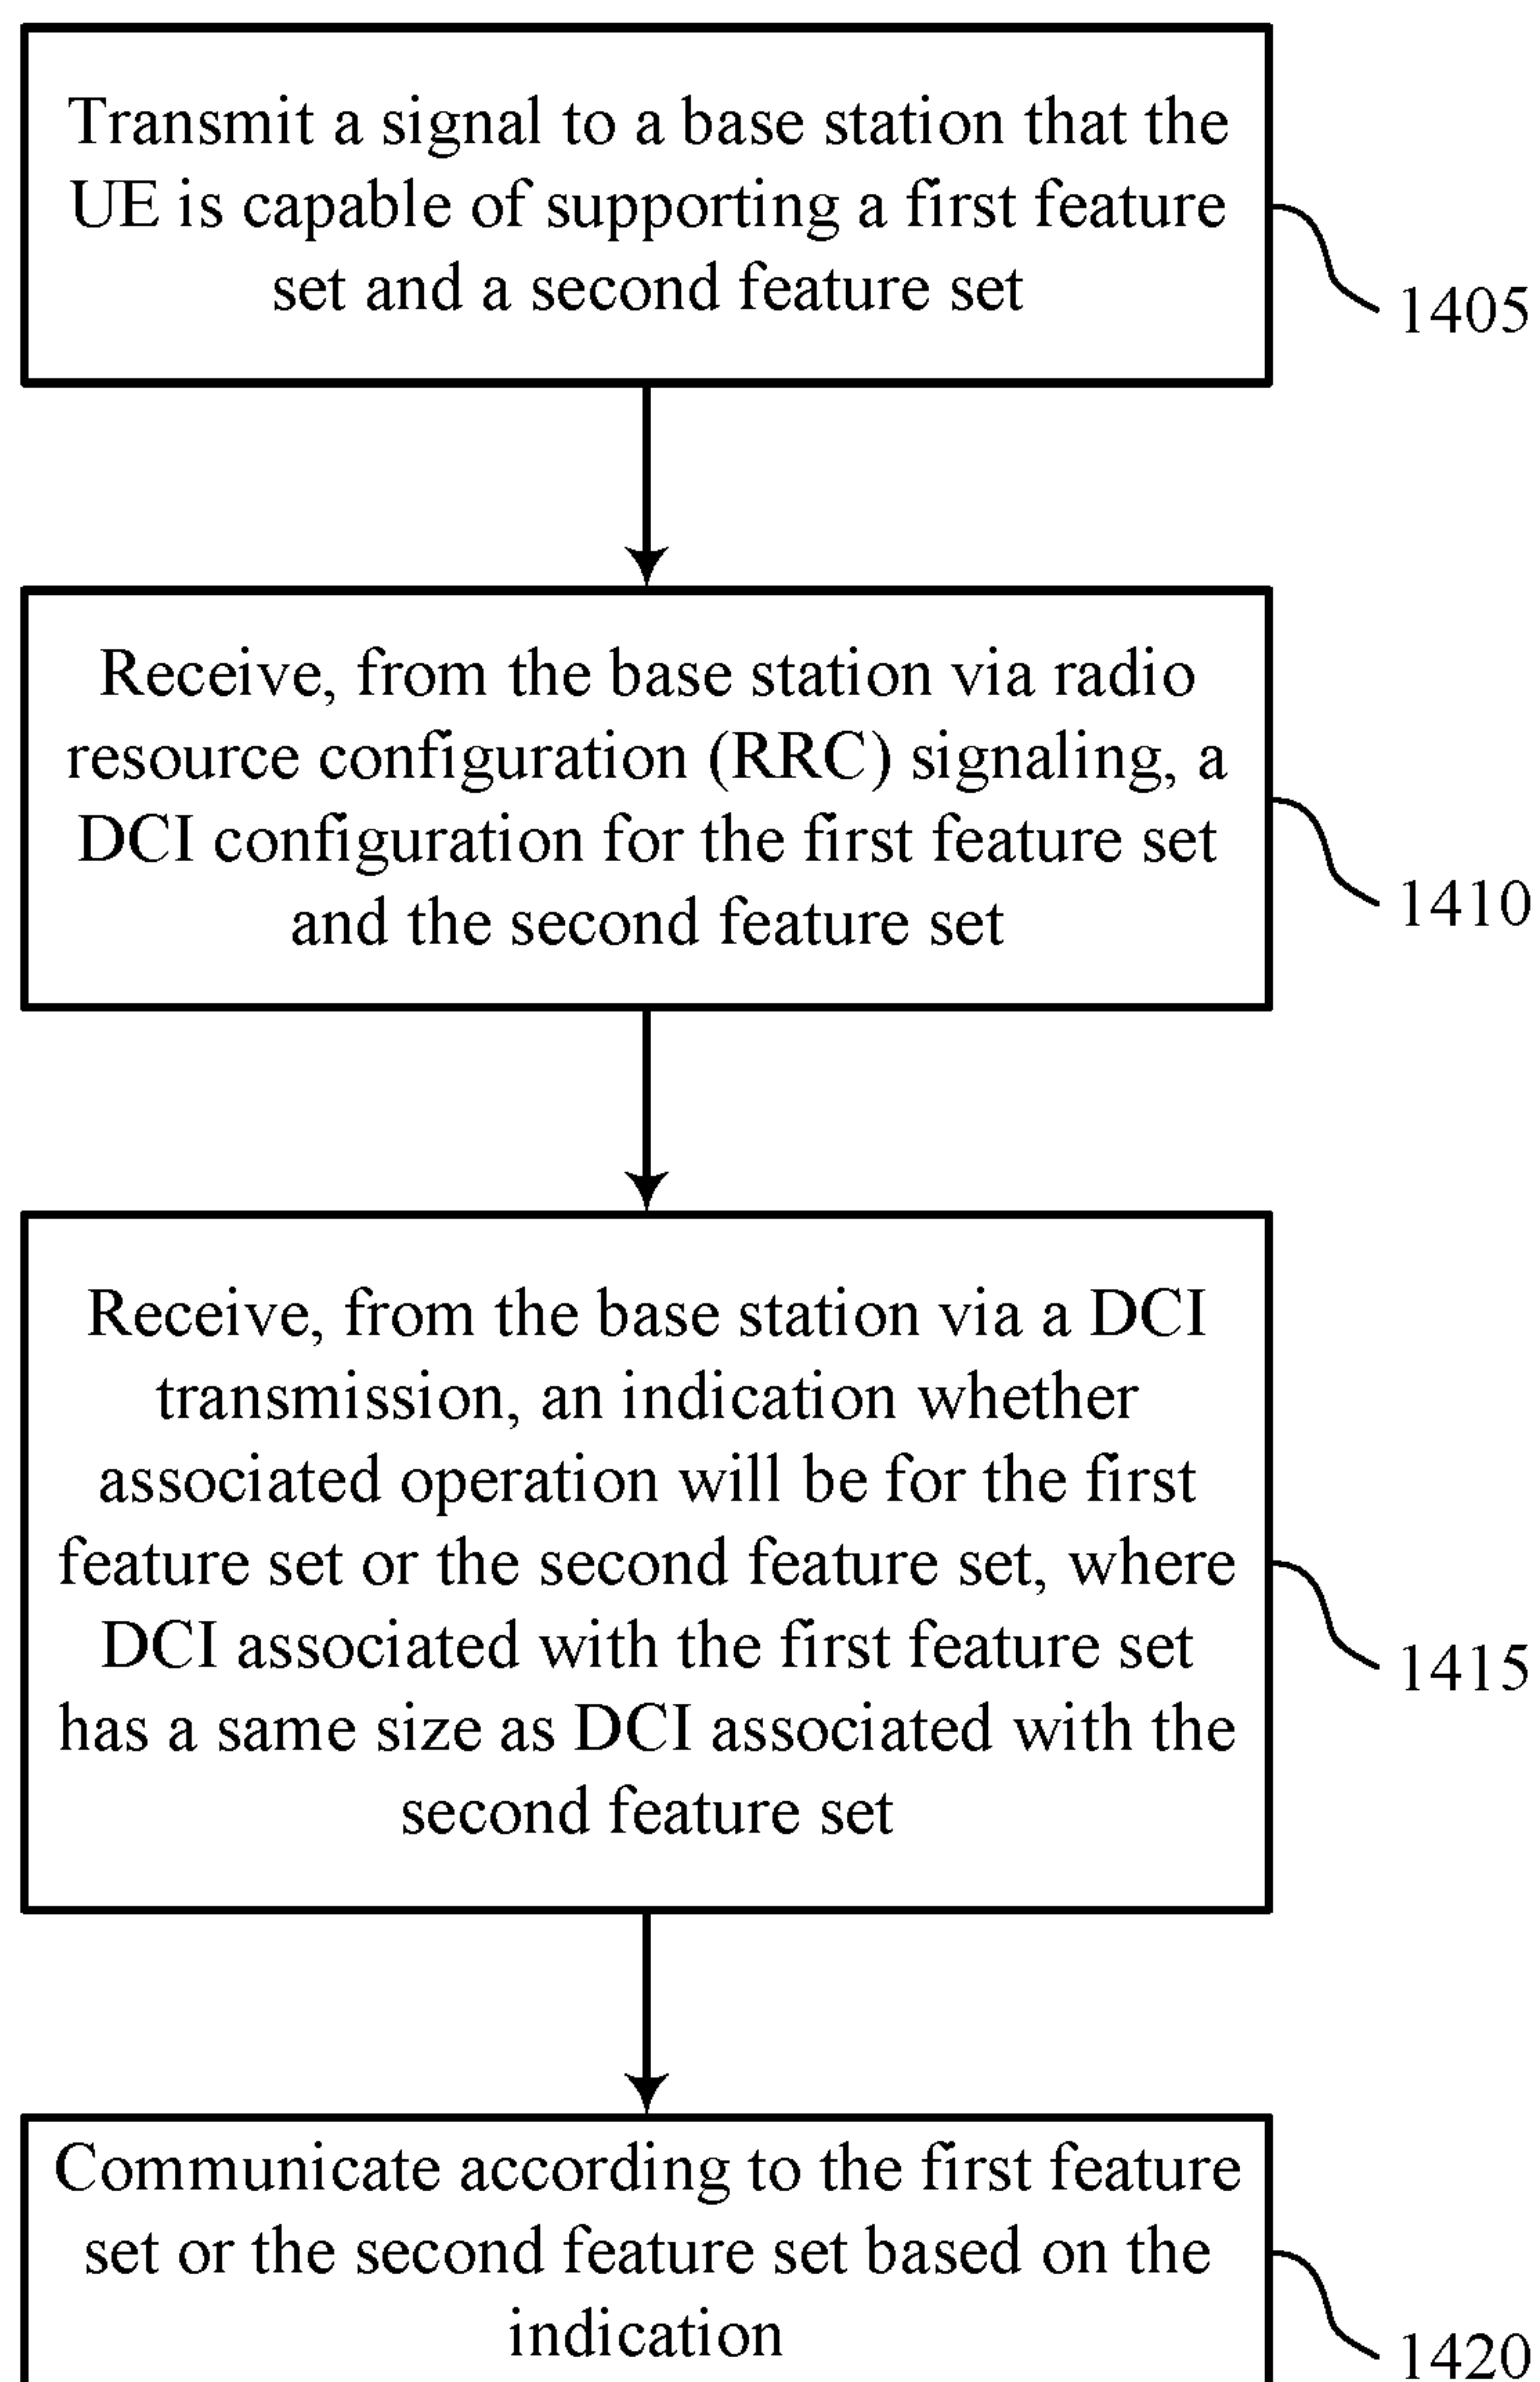 Transmit a signal to a base station that the
UE is capable of supporting a first feature
set and a second feature set
1405
Receive, from the base station via radio
resource configuration (RRC) signaling, a
DCI configuration for the first feature set
and the second feature set
1410
Receive, from the base station via a DCI
transmission, an indication whether
associated operation will be for the first
feature set or the second feature set, where
DCI associated with the first feature set
has a same size as DCI associated with the
second feature set
1415
Communicate according to the first feature
set or the second feature set based on the
indication
1420